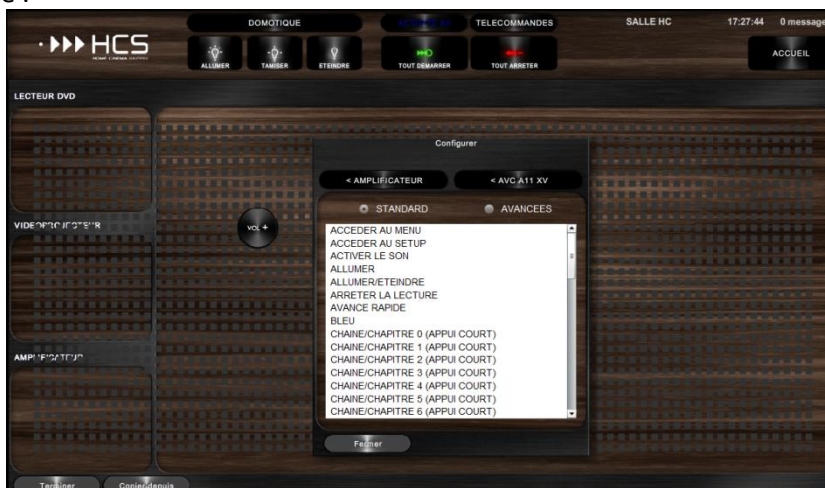 DOMOTIQUE
TELECOMMANDES
SALLE HC
17:27:44
0 message
HCS
ALLUMER
TAMISER
ETEINDRE
TOUT DEMARRER
TOUT ARRETER
ACCUEIL
LECTEUR DVD
Configurer
< AMPLIFICATEUR
< AVC A11 XV
STANDARD
AVANCEES
VIDEOPROJECTEUR
VOL +
ACCEDER AU MENU
ACCEDER AU SETUP
ACTIVER LE SON
ALLUMER
ALLUMER/ETEINDRE
ARRETER LA LECTURE
AVANCE RAPIDE
BLEU
CHAINE/CHAPITRE 0 (APPUI COURT)
CHAINE/CHAPITRE 1 (APPUI COURT)
CHAINE/CHAPITRE 2 (APPUI COURT)
CHAINE/CHAPITRE 3 (APPUI COURT)
CHAINE/CHAPITRE 4 (APPUI COURT)
CHAINE/CHAPITRE 5 (APPUI COURT)
CHAINE/CHAPITRE 6 (APPUI COURT)
AMPLIFICATEUR
Fermer
Terminer
Copier depuis